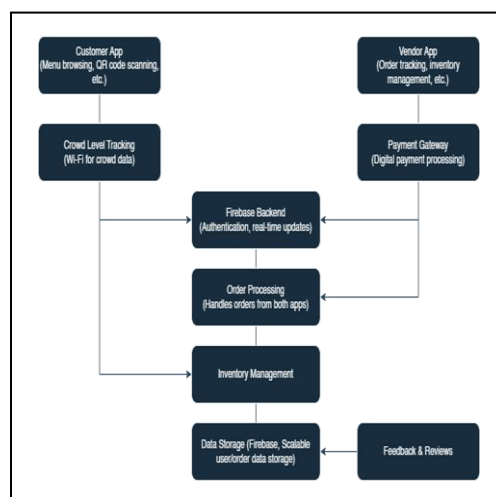 Customer App
(Menu browsing, QR code scanning,
etc.)
Vendor App
(Order tracking, inventory
management, etc.)
Crowd Level Tracking
(Wi-Fi for crowd data)
Payment Gateway
(Digital payment processing)
Firebase Backend
(Authentication, real-time updates)
Order Processing
(Handles orders from both apps)
Inventory Management
Data Storage (Firebase, Scalable
user/order data storage)
Feedback & Reviews